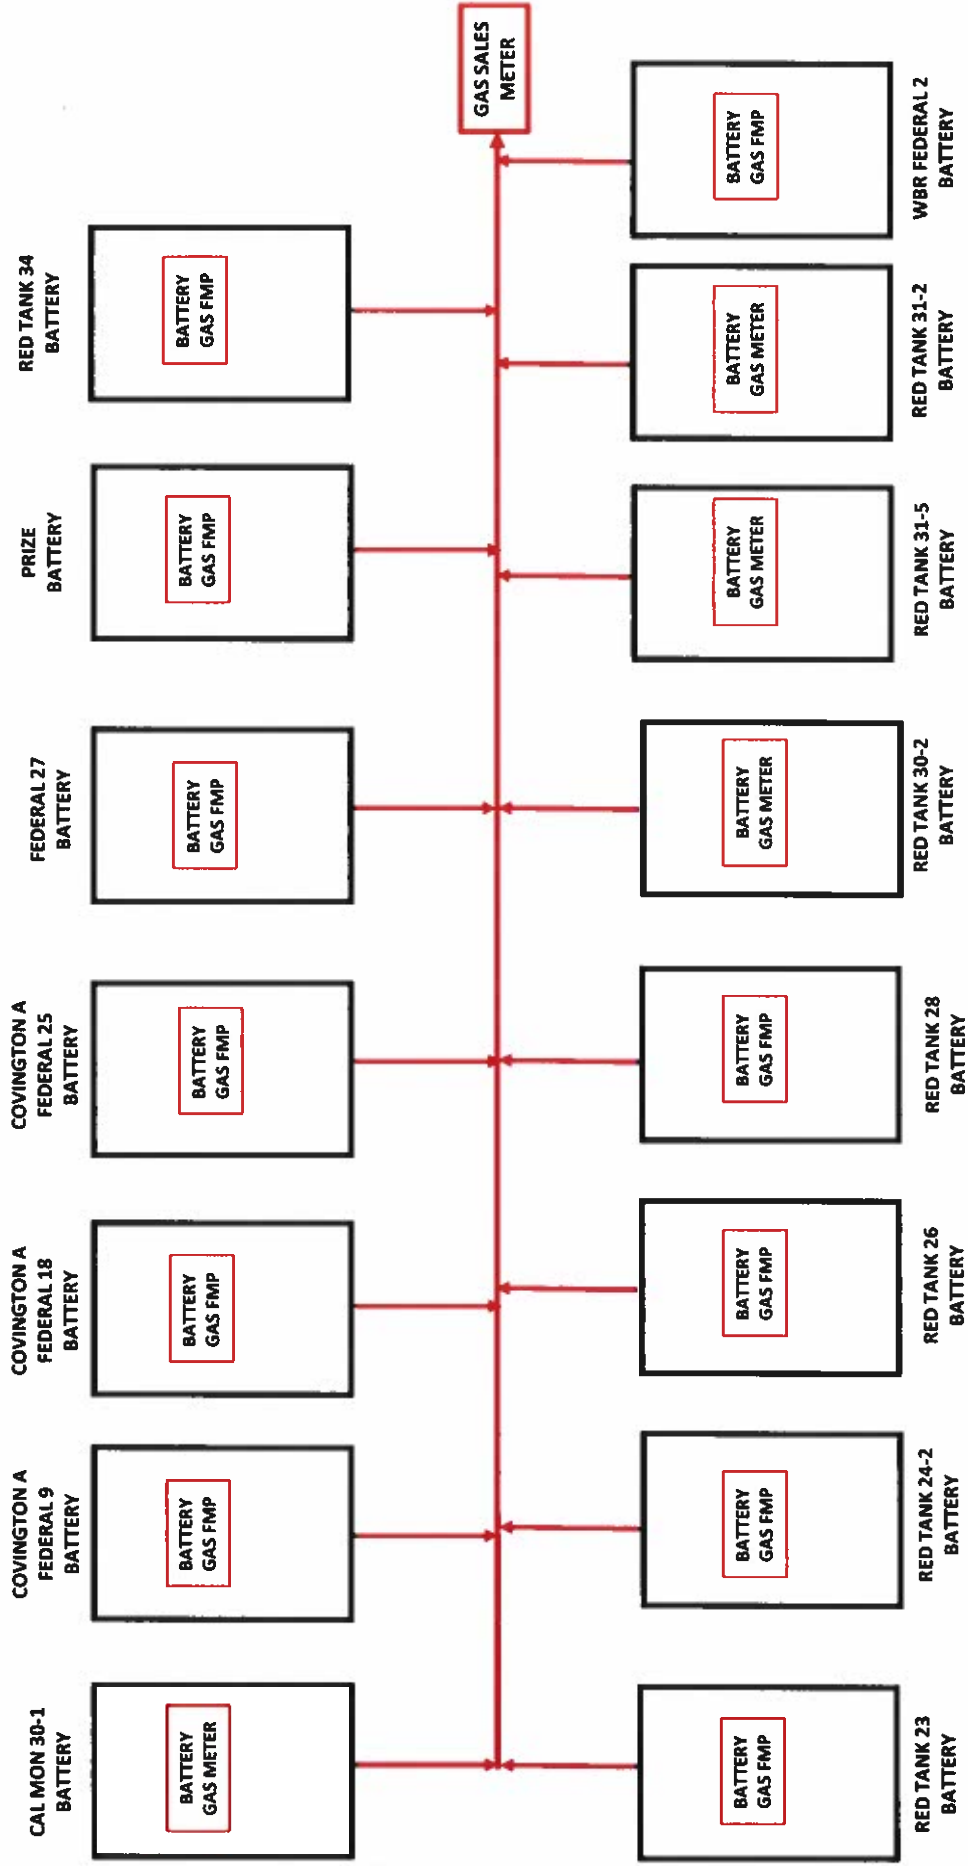 CAL MON 30-1
BATTERY
BATTERY
GAS METER
COVINGTON A
FEDERAL 9
BATTERY
BATTERY
GAS FMP
COVINGTON A
FEDERAL 18
BATTERY
BATTERY
GAS FMP
COVINGTON A
FEDERAL 25
BATTERY
BATTERY
GAS FMP
FEDERAL 27
BATTERY
BATTERY
GAS FMP
PRIZE
BATTERY
BATTERY
GAS FMP
RED TANK 34
BATTERY
BATTERY
GAS FMP
GAS SALES
METER
BATTERY
GAS FMP
RED TANK 23
BATTERY
BATTERY
GAS FMP
RED TANK 24-2
BATTERY
BATTERY
GAS FMP
RED TANK 26
BATTERY
BATTERY
GAS FMP
RED TANK 28
BATTERY
BATTERY
GAS METER
RED TANK 30-2
BATTERY
BATTERY
GAS METER
RED TANK 31-5
BATTERY
BATTERY
GAS METER
RED TANK 31-2
BATTERY
BATTERY
GAS FMP
WBR FEDERAL 2
BATTERY